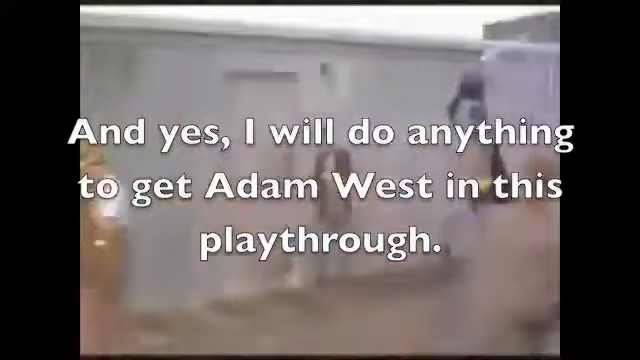 And yes, I will do anything
to get Adam West in this
playthrough.